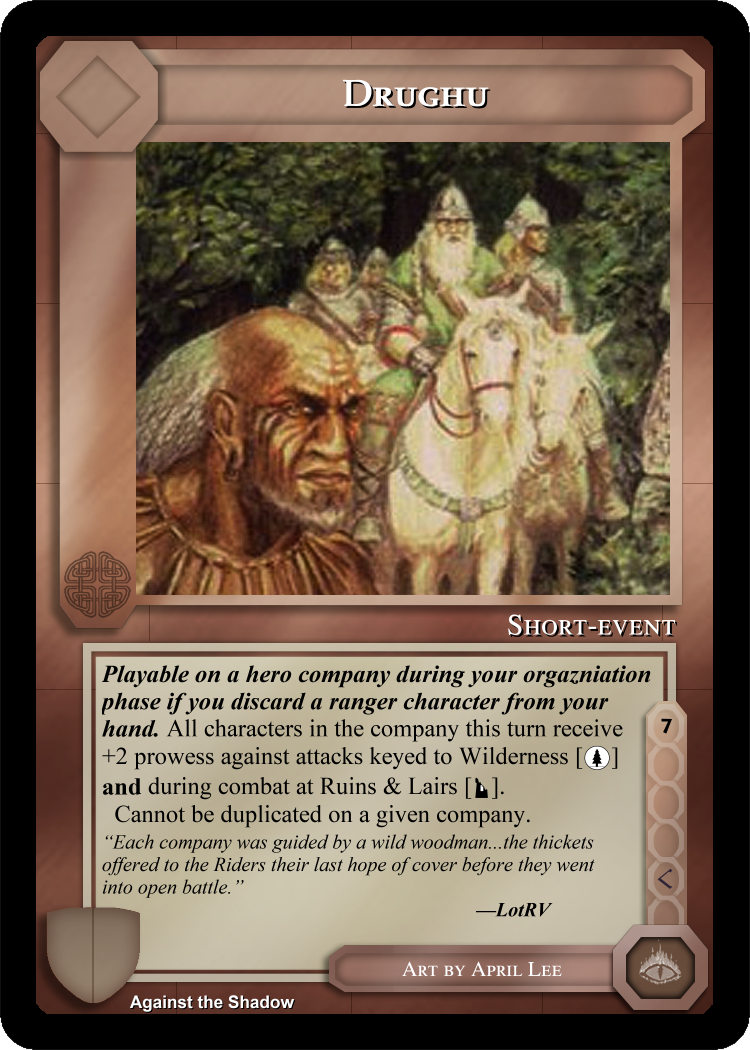 Drughu
Short-event
Playable on a hero company during your orgazniation
phase if you discard a ranger character from your
hand. All characters in the company this turn receive
+2 prowess against attacks keyed to Wilderness [ ]
and during combat at Ruins & Lairs [ ].
Cannot be duplicated on a given company.
“Each company was guided by a wild woodman...the thickets
offered to the Riders their last hope of cover before they went
into open battle.”
—LotRV
7
Art by April Lee
Against the Shadow